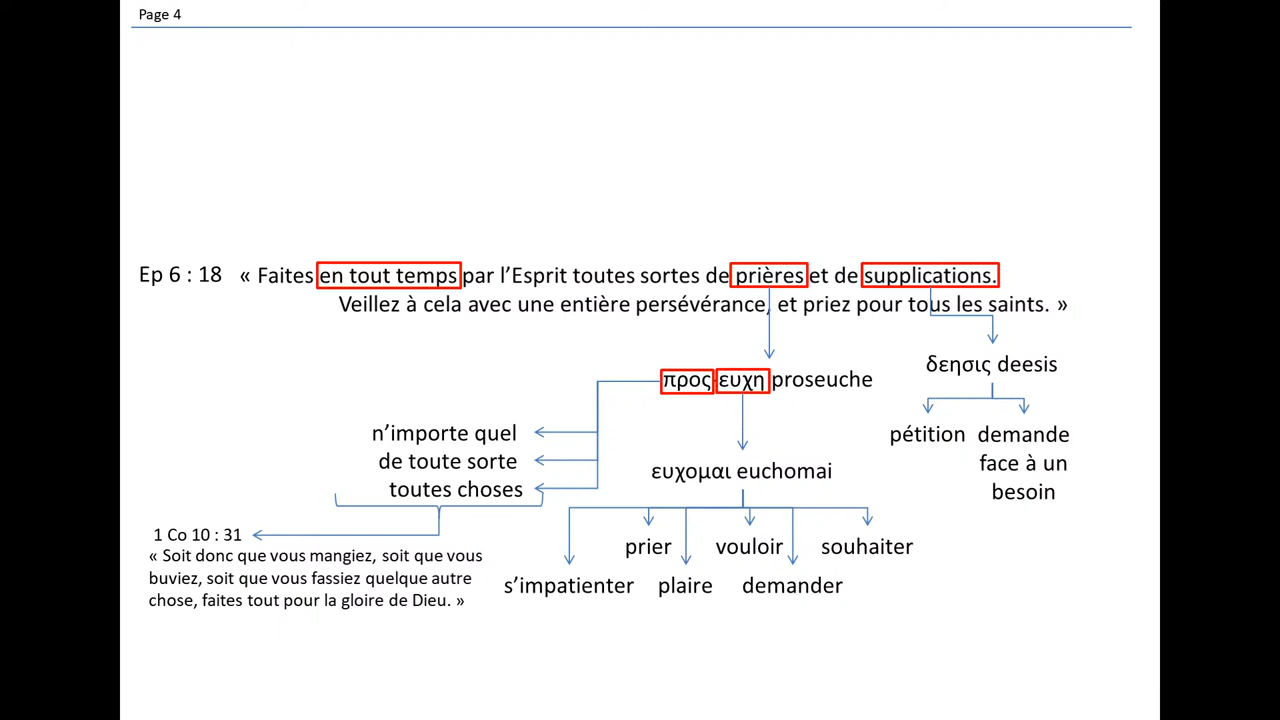 Page 4
Ep 6 : 18 « Faites en tout temps par l’Esprit toutes sortes de prières et de supplications.
Veillez à cela avec une entière persévérance, et priez pour tous les saints. »
δεησις deesis
προς ευχη proseuche
n’importe quel
pétition demande
de toute sorte
face à un
ευχομαι euchomai
toutes choses
besoin
1 Co 10 : 31
« Soit donc que vous mangiez, soit que vous
buviez, soit que vous fassiez quelque autre
chose, faites tout pour la gloire de Dieu. »
prier vouloir souhaiter
s’impatienter plaire demander